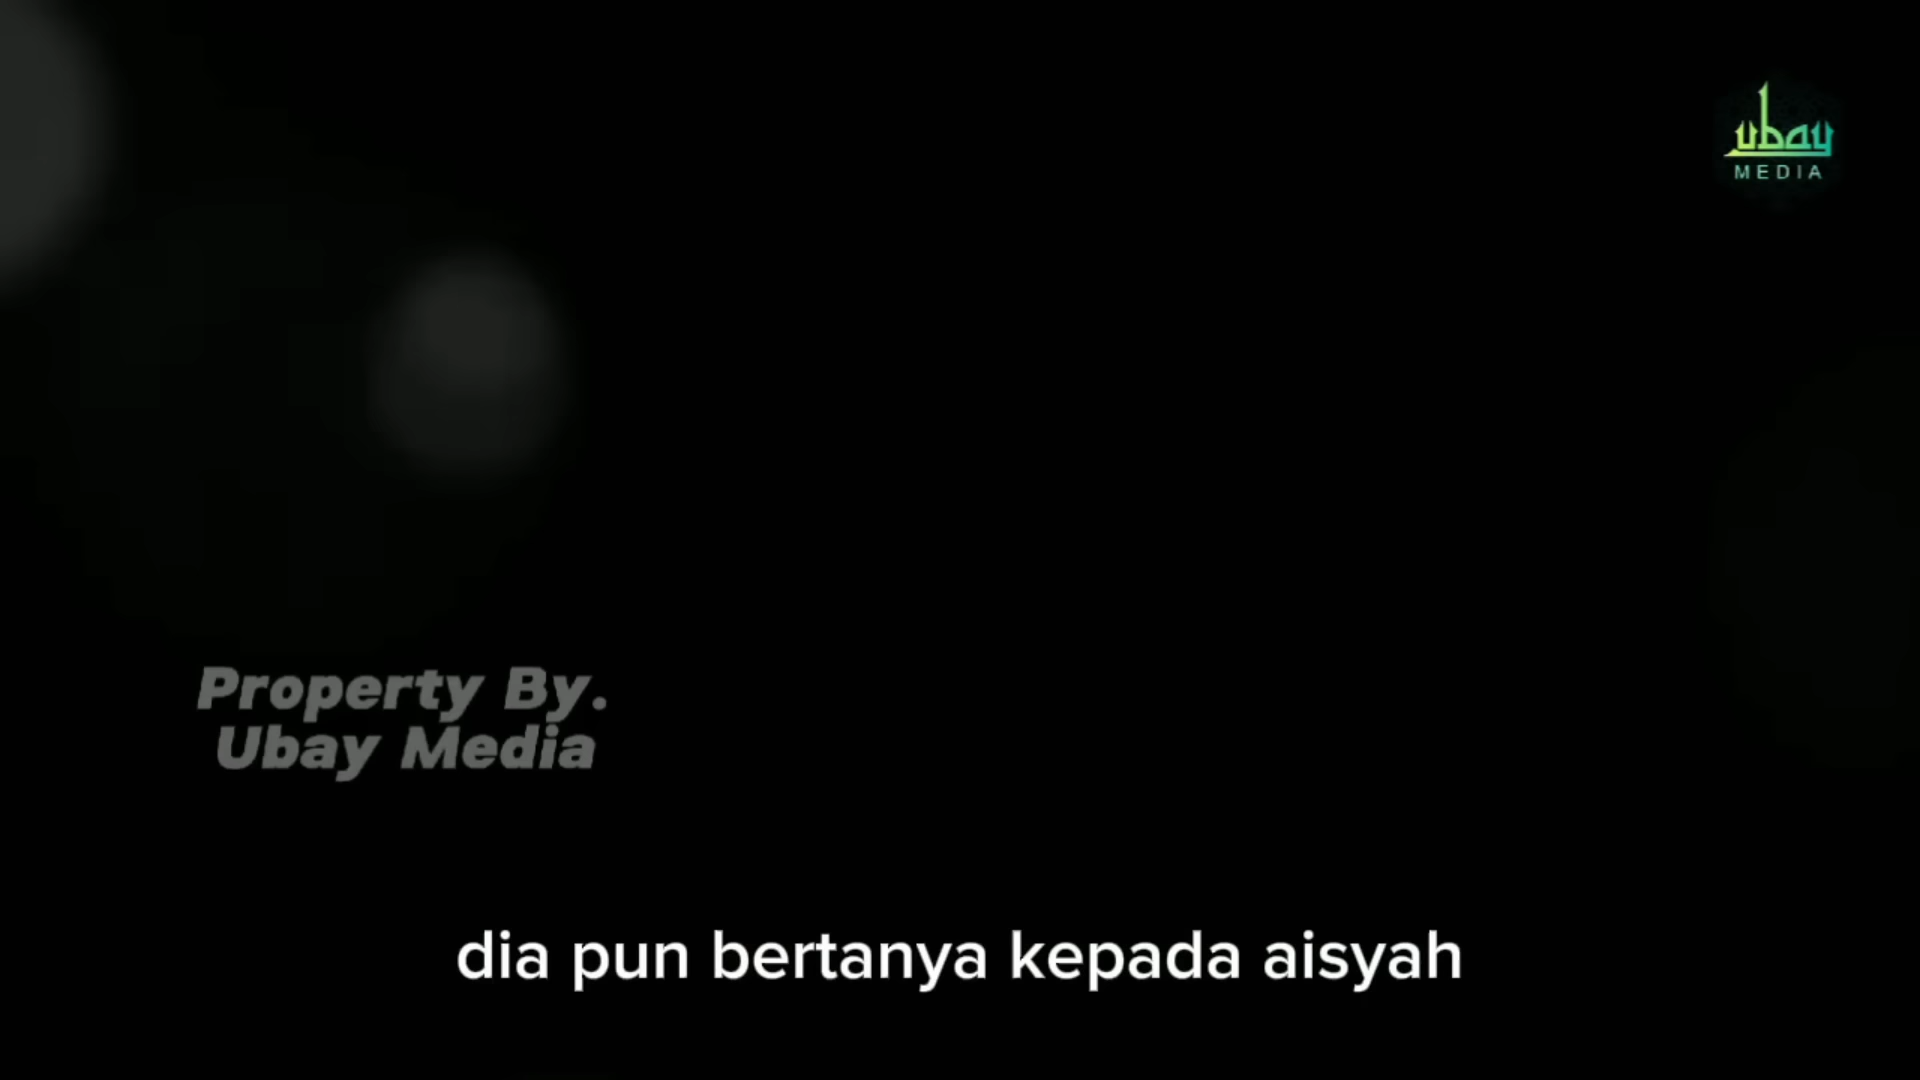 ubay
MEDIA
Property By.
Ubay Media
dia pun bertanya kepada aisyah